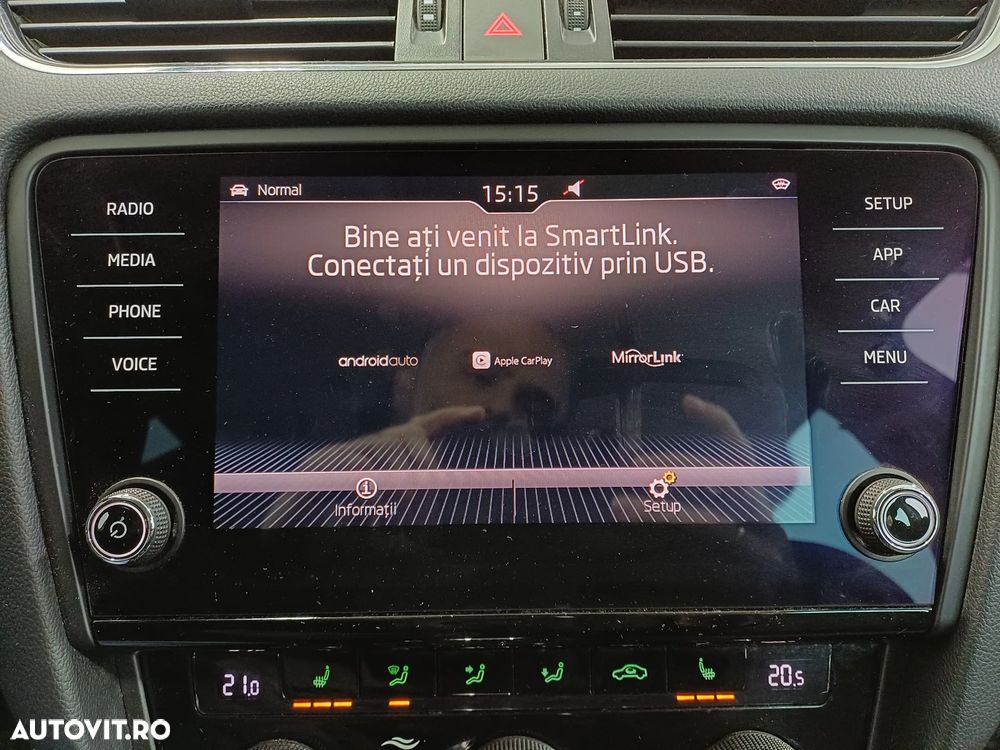 Normal
15:15
RADIO
MEDIA
PHONE
VOICE
Bine ați venit la SmartLink.
Conectați un dispozitiv prin USB.
androidauto
Apple CarPlay
MirrorLink
Informații
Setup
SETUP
APP
CAR
MENU
21.0
20.5
AUTOVIT.RO